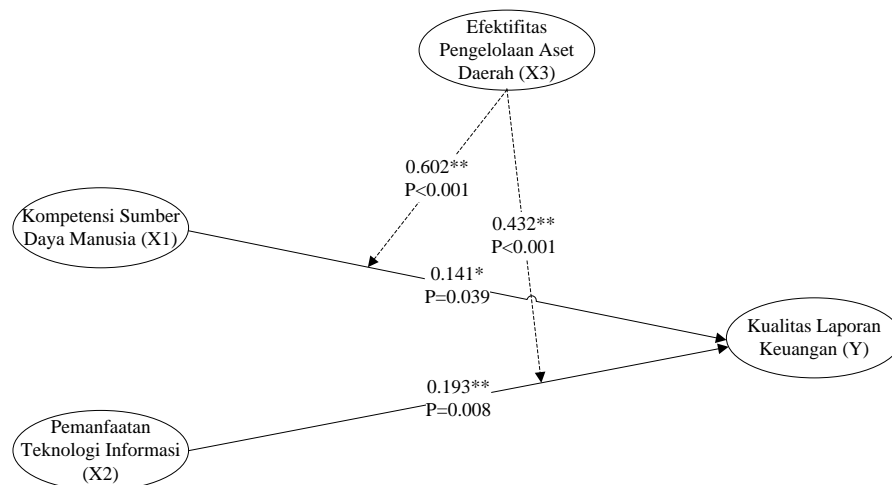 Efektifitas
Pengelolaan Aset
Daerah (X3)
0.602**
P<0.001
Kompetensi Sumber
Daya Manusia (X1)
0.432**
P<0.001
0.141*
P=0.039
Kualitas Laporan
Keuangan (Y)
0.193**
P=0.008
Pemanfaatan
Teknologi Informasi
(X2)